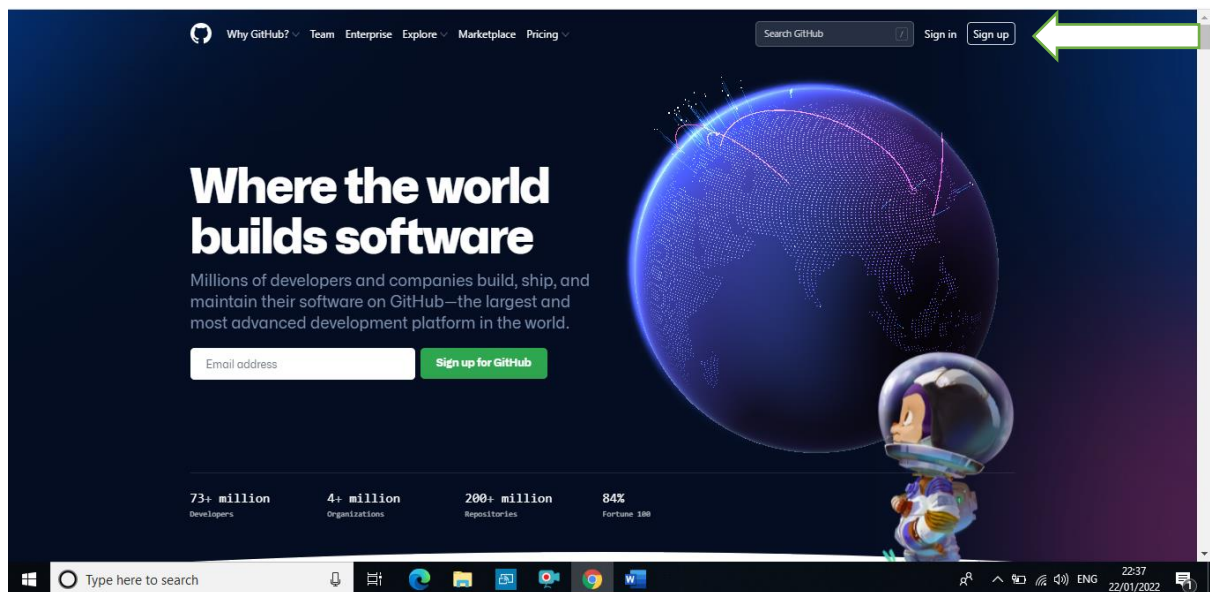 Why GitHub? Team Enterprise Explore Marketplace Pricing
Search GitHub / Sign in Sign up
Where the world
builds software
Millions of developers and companies build, ship, and
maintain their software on GitHub—the largest and
most advanced development platform in the world.
Email address Sign up for GitHub
73+ million 4+ million 200+ million 84%
Developers Organizations Repositories Fortune 100
Type here to search
W
ENG
22:37
22/01/2022
1